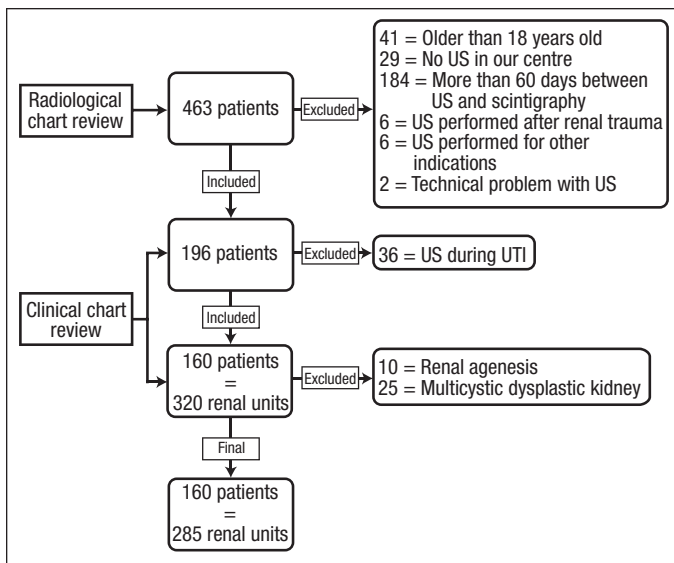 41 = Older than 18 years old
29 = No US in our centre
184 = More than 60 days between
US and scintigraphy
6 = US performed after renal trauma
6 = US performed for other
indications
2 = Technical problem with US
Radiological
chart review
463 patients
Excluded
Included
196 patients
Excluded
36 = US during UTI
Clinical chart
review
Included
160 patients
=
320 renal units
Excluded
10 = Renal agenesis
25 = Multicystic dysplastic kidney
Final
160 patients
=
285 renal units